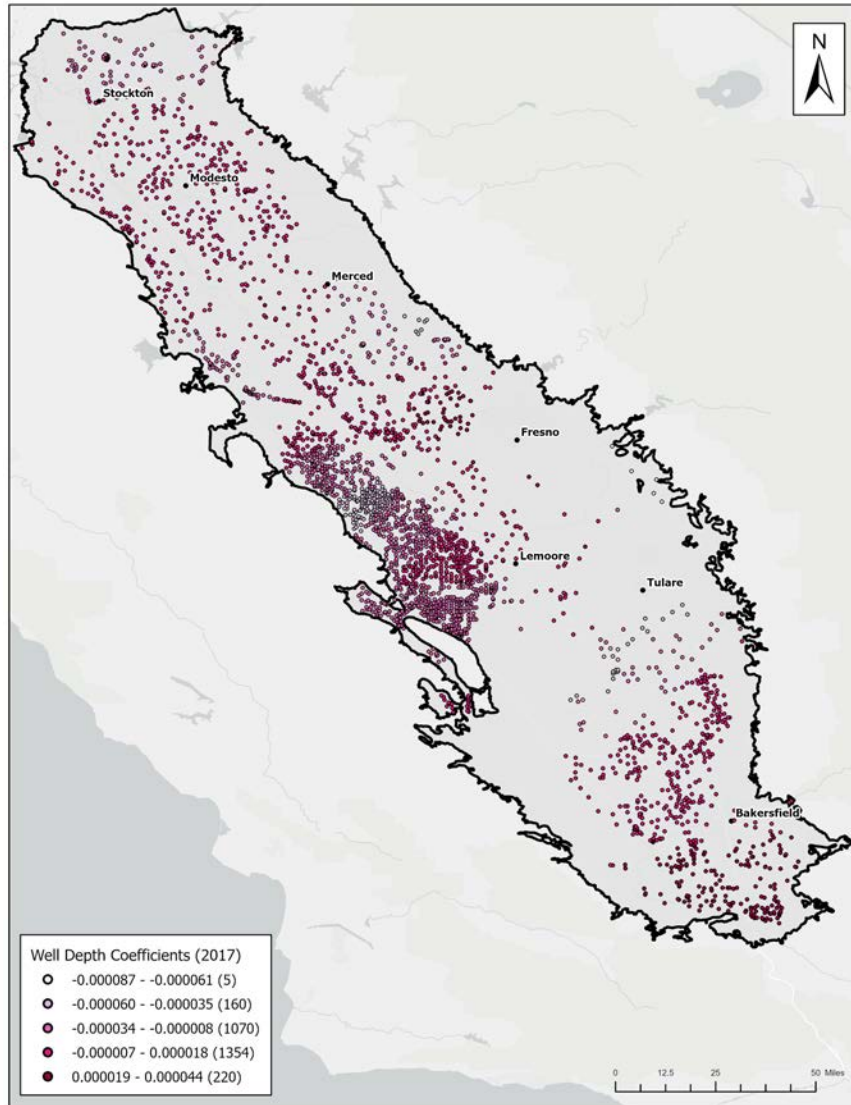 N
Stockton
Modesto
Merced
Fresno
Lemoore
Tulare
Bakersfield
Well Depth Coefficients (2017)
-0.000087 - -0.000061 (5)
-0.000060 - -0.000035 (160)
-0.000034 - -0.000008 (1070)
-0.000007 - 0.000018 (1354)
0.000019 - 0.000044 (220)
0 12.5 25 50 Miles